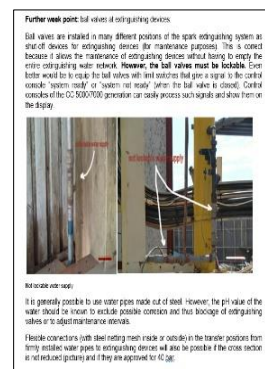 Further weak point: ball valves at extinguishing devices
Ball valves are installed in many different positions of the spark extinguishing system as
shut-off devices for extinguishing devices (for maintenance purposes). This is correct
because it allows the maintenance of extinguishing devices without having to empty the
entire extinguishing water network. However, the ball valves must be lockable. Even
better would be to equip the ball valves with limit switches that give a signal to the control
console "system ready" or "system not ready" (when the ball valve is closed). Control
consoles of the CC 5000/7000 generation can easily process such signals and show them on
the display.
not lockable water supply
Not lockable water supply
It is generally possible to use water pipes made out of steel. However, the pH value of the
water should be known to exclude possible corrosion and thus blockage of extinguishing
valves or to adjust maintenance intervals.
Flexible connections (with steel netting mesh inside or outside) in the transfer positions from
firmly installed water pipes to extinguishing devices will also be possible if the cross section
is not reduced (picture) and if they are approved for 40 bar.